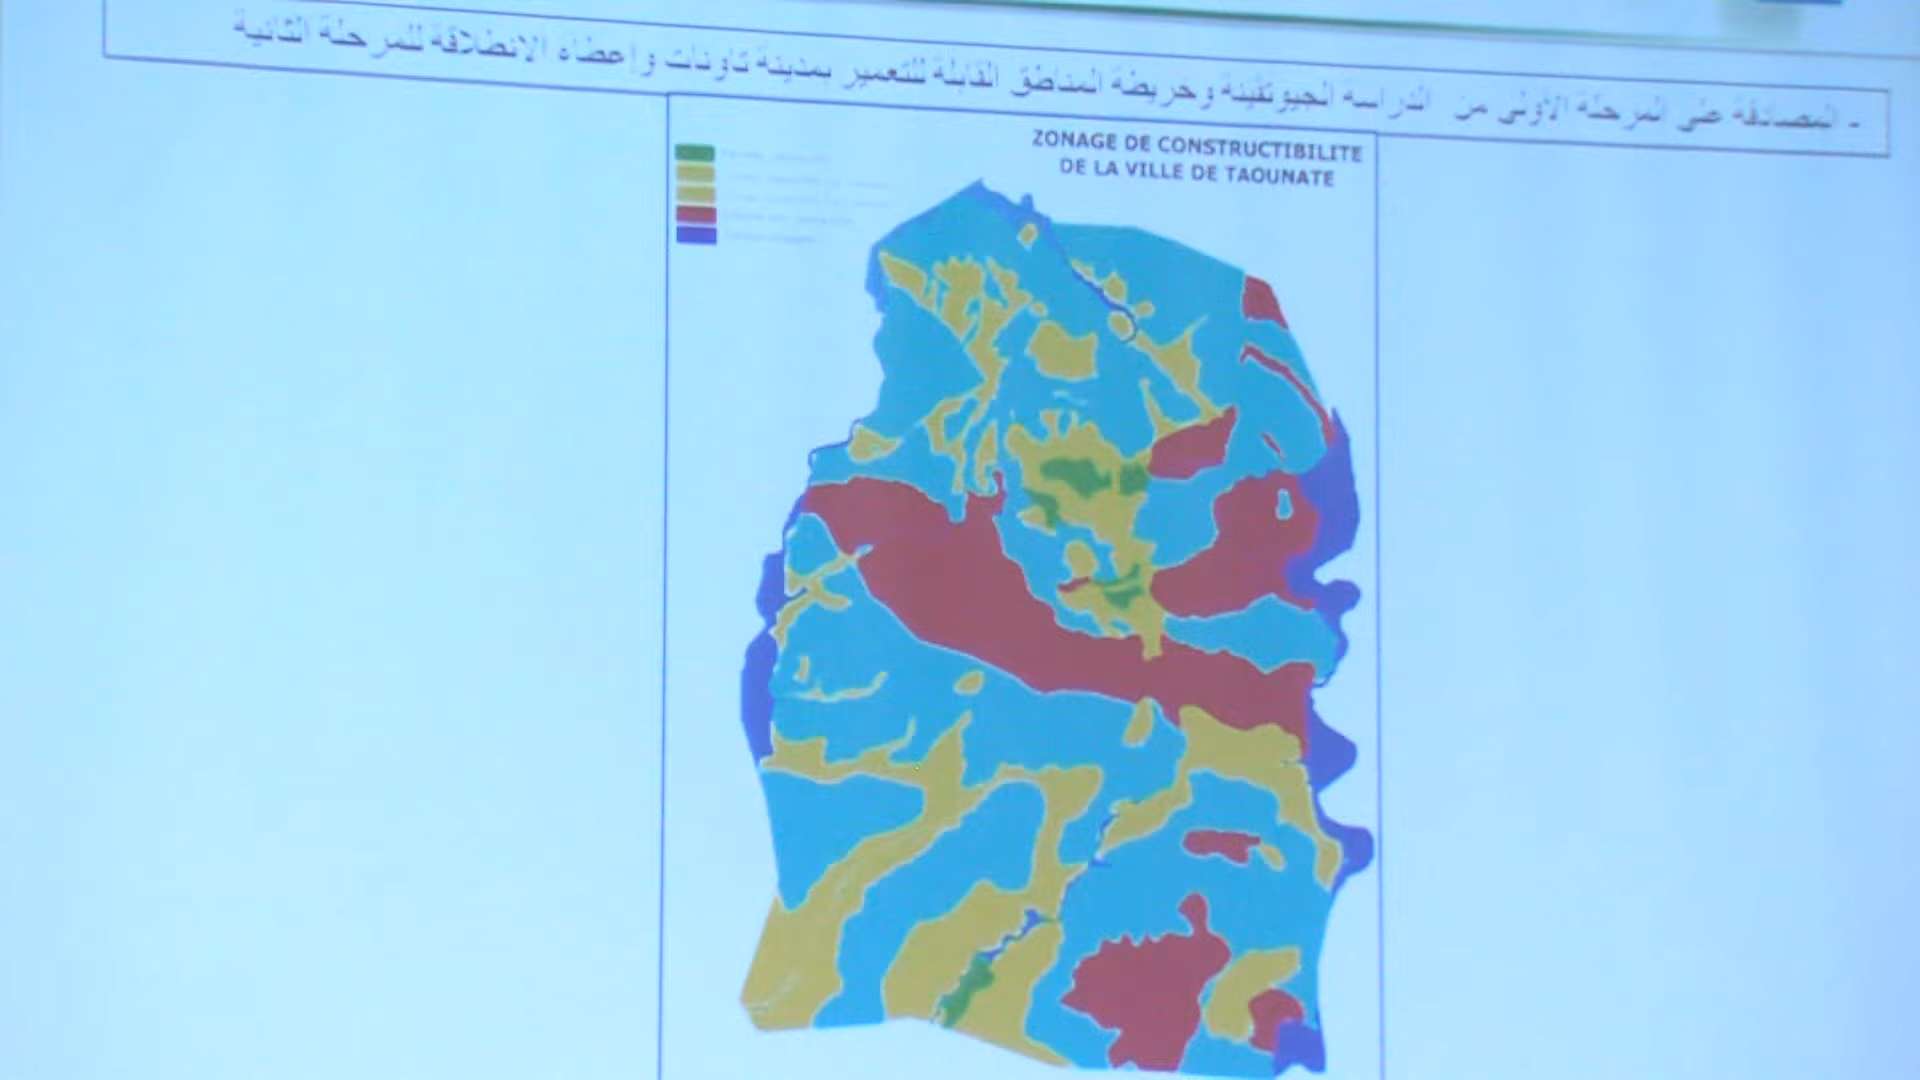 - المصادقة على المرحلة الأولى من الدراسة الجيوتقنية وخريطة المناطق القابلة للتعمير بمدينة تاونات وإعطاء الانطلاقة للمرحلة الثانية
ZONAGE DE CONSTRUCTIBILITE
DE LA VILLE DE TAOUNATE